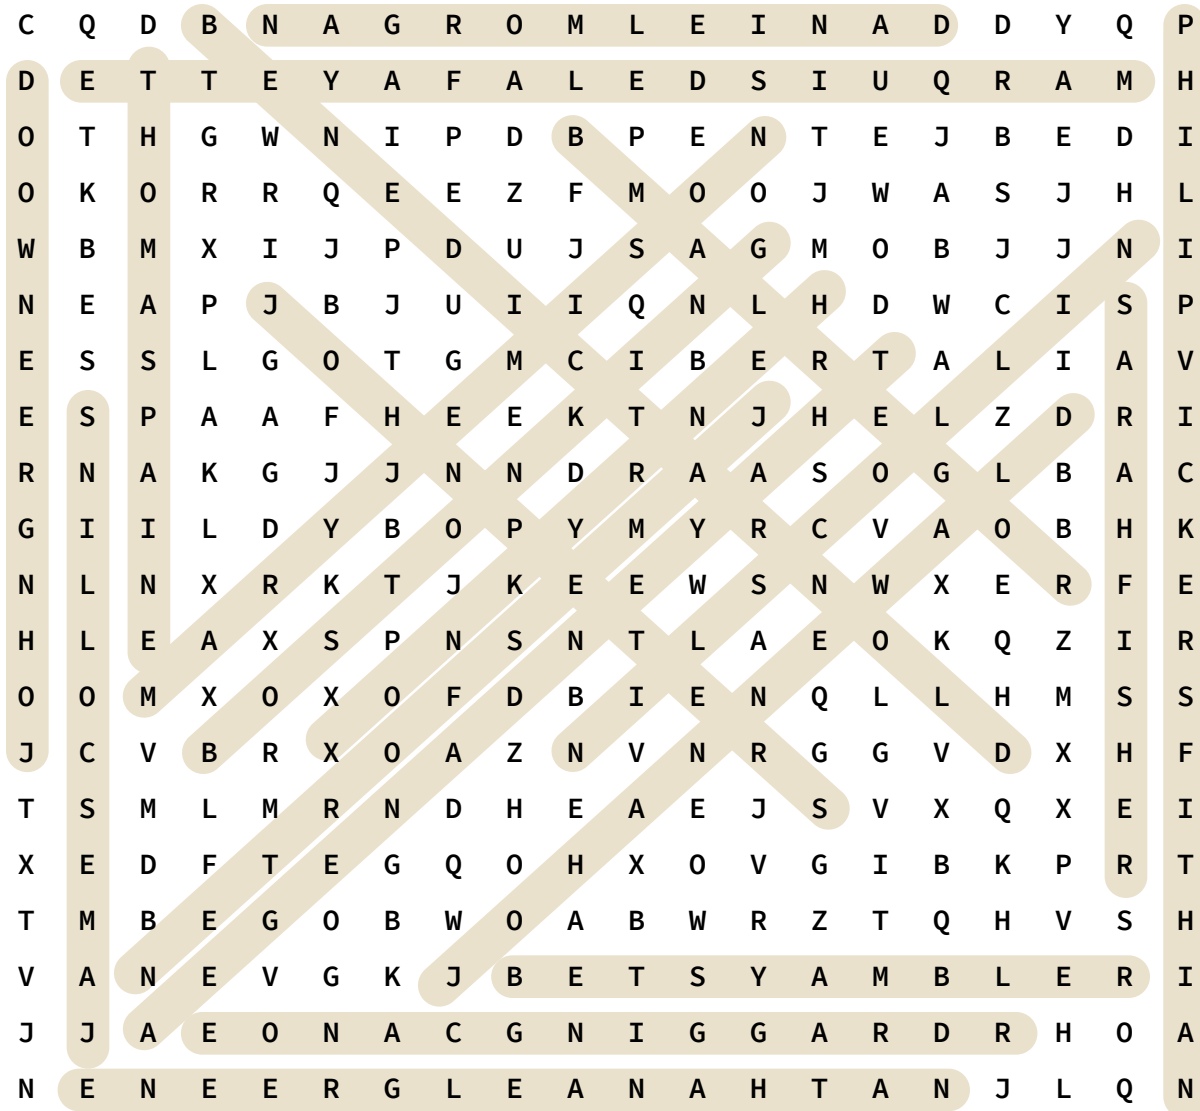 C Q D B N A G R O M L E I N A D D Y Q P
D E T T E Y A F A L E D S I U Q R A M H
O T H G W N I P D B P E N T E J B E D I
O K O R R Q E E Z F M O O J W A S J H L
W B M X I J P D U J S A G M O B J J N I
N E A P J B J U I I Q N L H D W C I S P
E S S L G O T G M C I B E R T A L I A V
E S P A A F H E E K T N J H E L Z D R I
R N A K G J J N N D R A A S O G L B A C
G I I L D Y B O P Y M Y R C V A O B H K
N L N X R K T J K E E W S N W X E R F E
H L E A X S P N S N T L A E O K Q Z I R
O O M X O X O F D B I E N Q L L H M S S
J C V B R X O A Z N V N R G G V D X H F
T S M L M R N D H E A E J S V X Q X E I
X E D F T E G Q O H X O V G I B K P R T
T M B E G O B W O A B W R Z T Q H V S H
V A N E V G K J B E T S Y A M B L E R I
J J A E O N A C G N I G G A R D R H O A
N E N E E R G L E A N A H T A N J L Q N